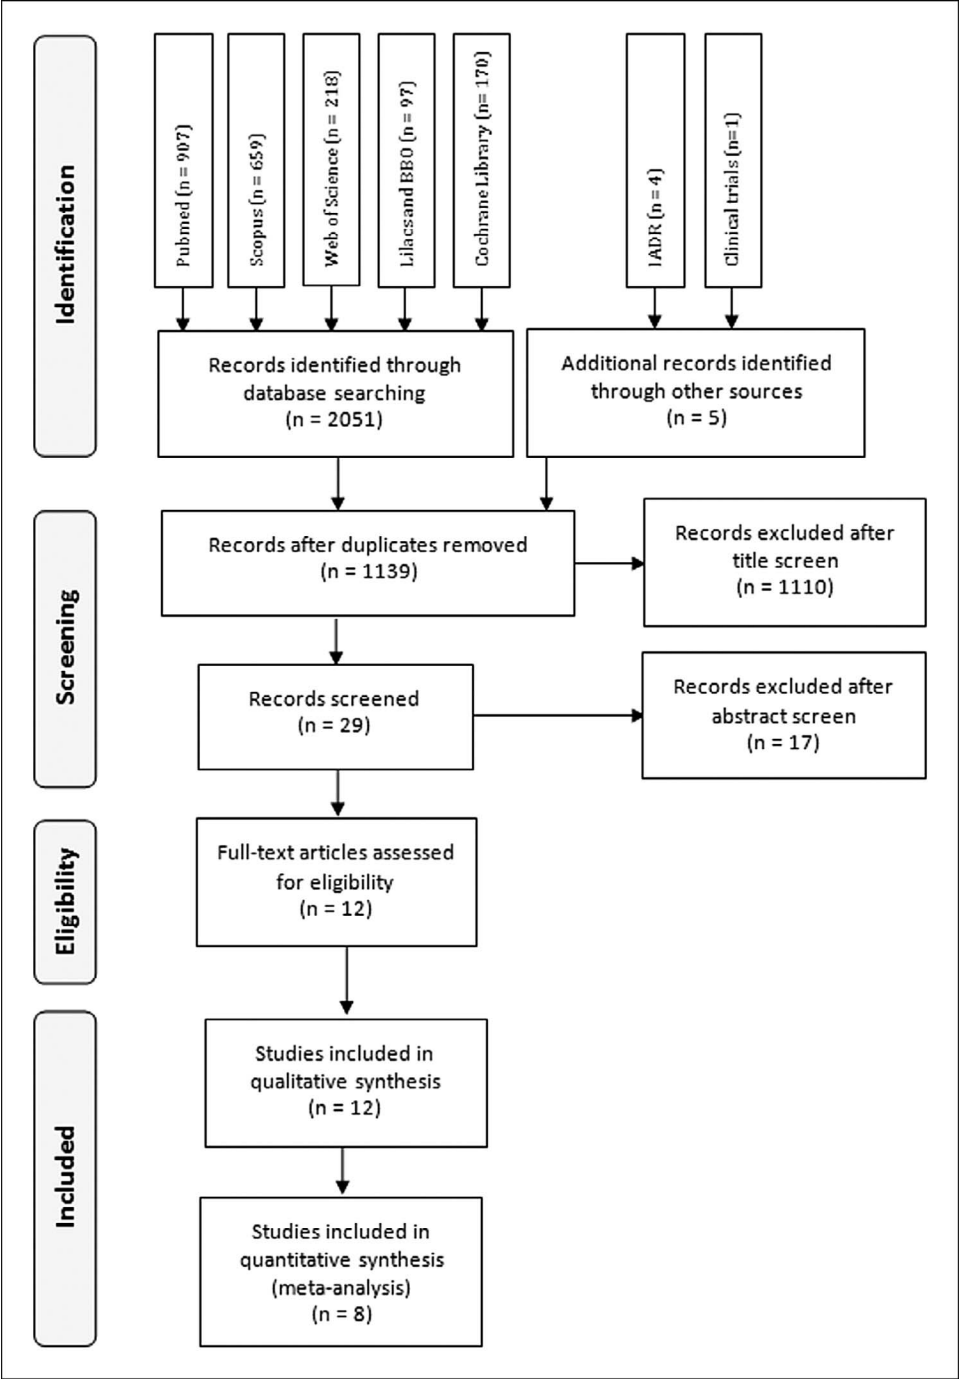 Identification
Pubmed (n = 907)
Scopus (n = 659)
Web of Science (n = 218)
Lilacs and BBO (n = 97)
Cochrane Library (n= 170)
IADR (n = 4)
Clinical trials (n=1)
Records identified through
database searching
(n = 2051)
Additional records identified
through other sources
(n = 5)
Screening
Records after duplicates removed
(n = 1139)
Records excluded after
title screen
(n = 1110)
Records screened
(n = 29)
Records excluded after
abstract screen
(n = 17)
Eligibility
Full-text articles assessed
for eligibility
(n = 12)
Included
Studies included in
qualitative synthesis
(n = 12)
Studies included in
quantitative synthesis
(meta-analysis)
(n = 8)